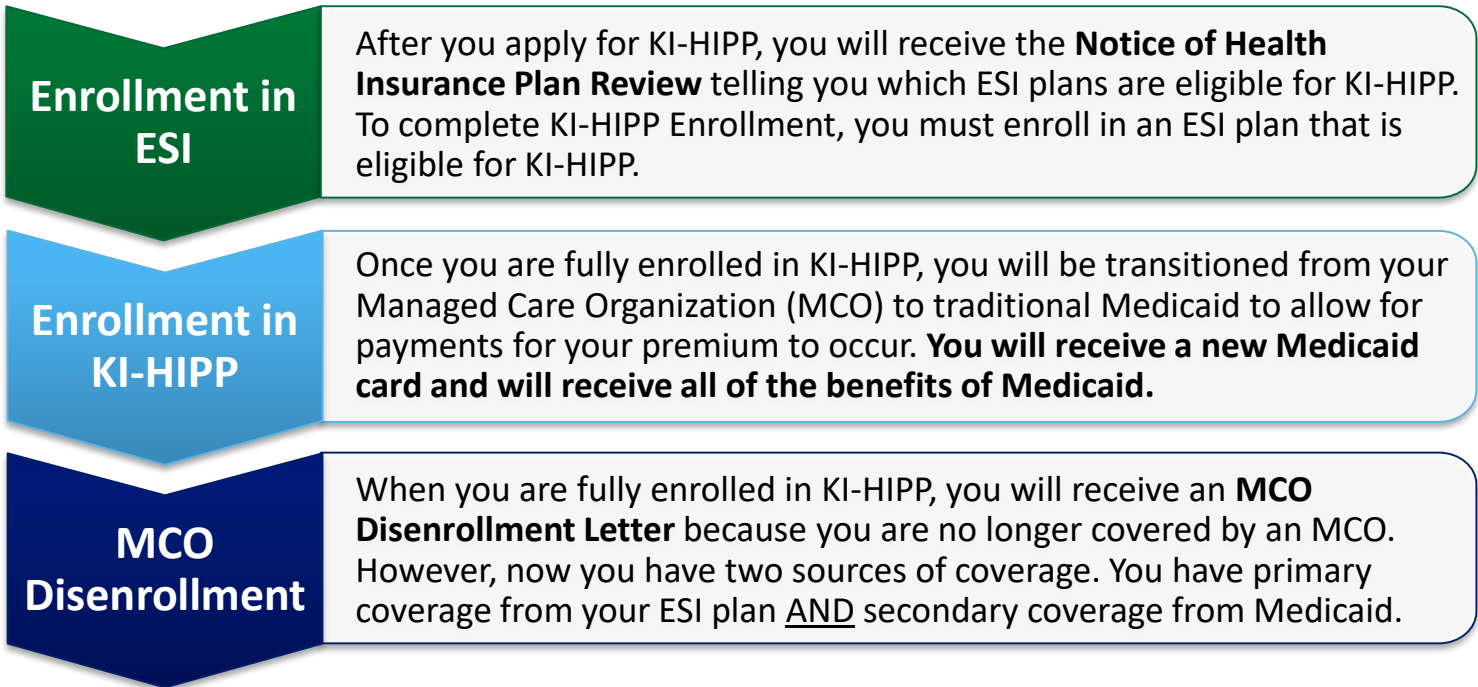 Enrollment in
ESI
After you apply for KI-HIPP, you will receive the Notice of Health
Insurance Plan Review telling you which ESI plans are eligible for KI-HIPP.
To complete KI-HIPP Enrollment, you must enroll in an ESI plan that is
eligible for KI-HIPP.
Enrollment in
KI-HIPP
Once you are fully enrolled in KI-HIPP, you will be transitioned from your
Managed Care Organization (MCO) to traditional Medicaid to allow for
payments for your premium to occur. You will receive a new Medicaid
card and will receive all of the benefits of Medicaid.
MCO
Disenrollment
When you are fully enrolled in KI-HIPP, you will receive an MCO
Disenrollment Letter because you are no longer covered by an MCO.
However, now you have two sources of coverage. You have primary
coverage from your ESI plan AND secondary coverage from Medicaid.